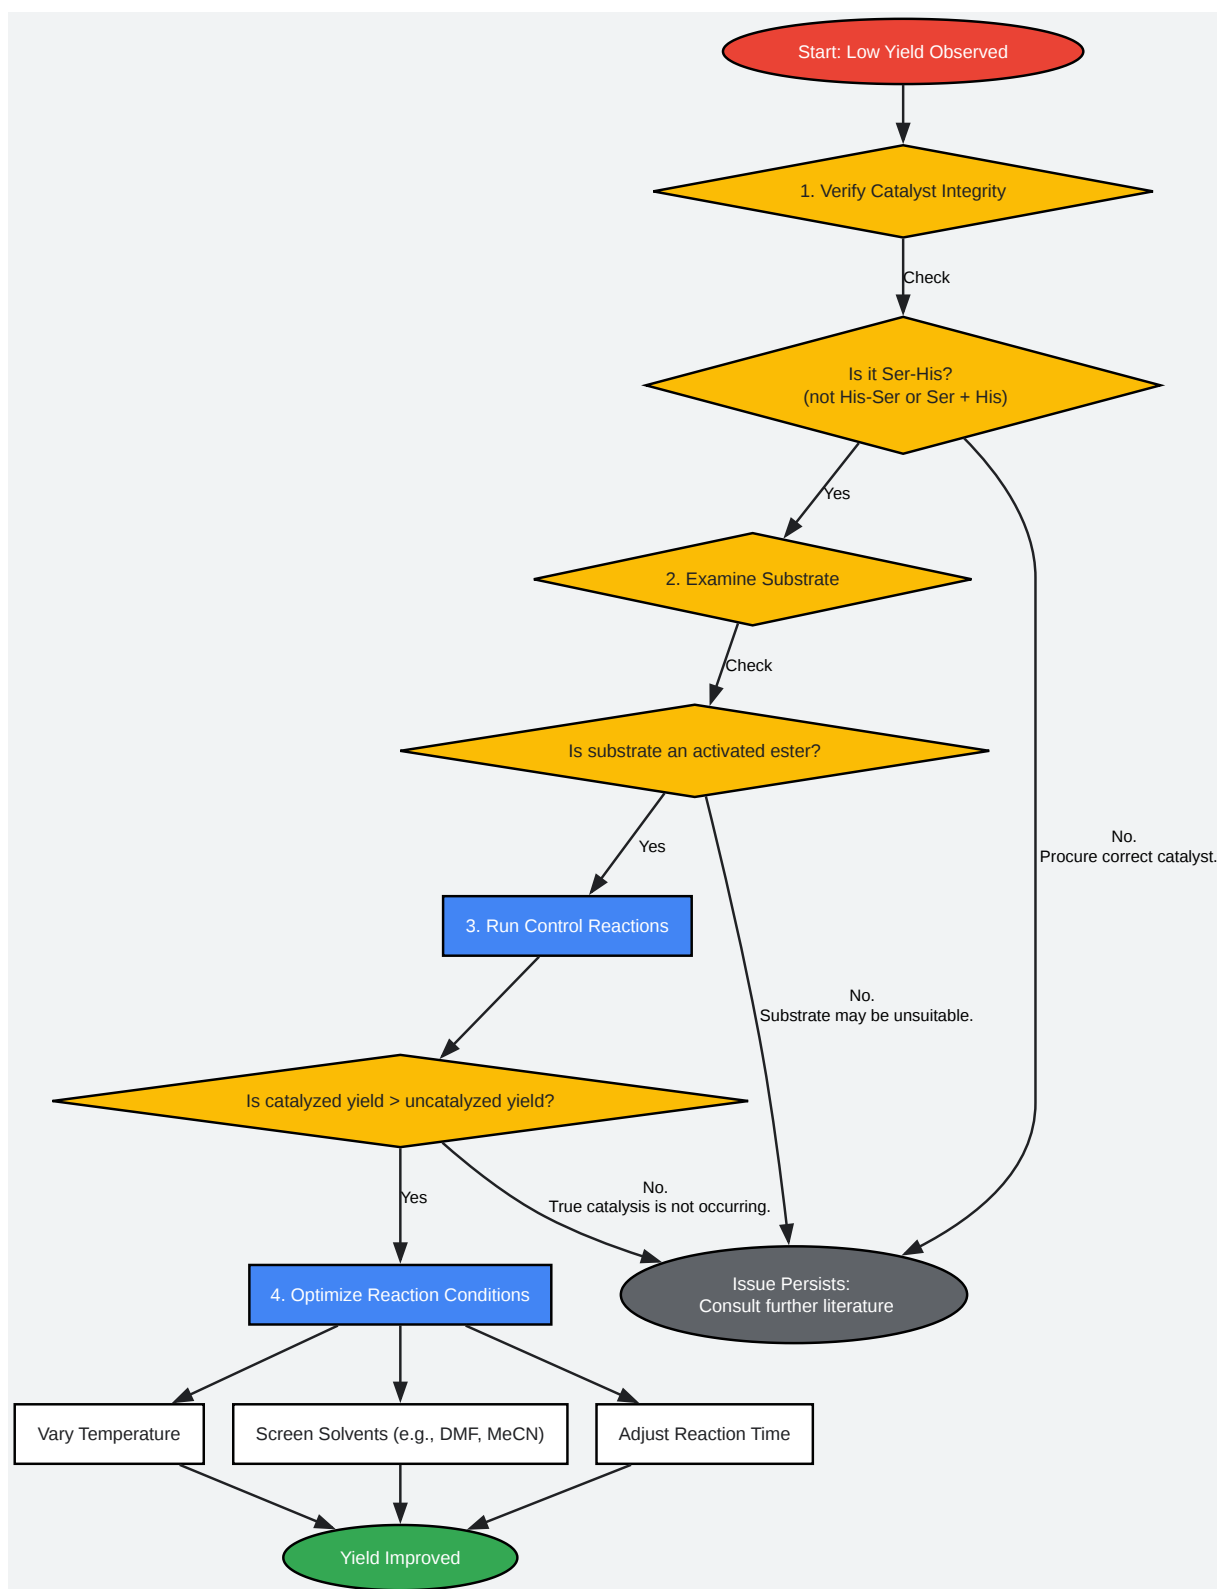 Start: Low Yield Observed
1. Verify Catalyst Integrity
Check
Is it Ser-His?
(not His-Ser or Ser + His)
Yes
2. Examine Substrate
Check
Is substrate an activated ester?
No.
Procure correct catalyst.
Yes
3. Run Control Reactions
No.
Substrate may be unsuitable.
Is catalyzed yield > uncatalyzed yield?
No.
True catalysis is not occurring.
Yes
Issue Persists:
Consult further literature
4. Optimize Reaction Conditions
Vary Temperature
Screen Solvents (e.g., DMF, MeCN)
Adjust Reaction Time
Yield Improved